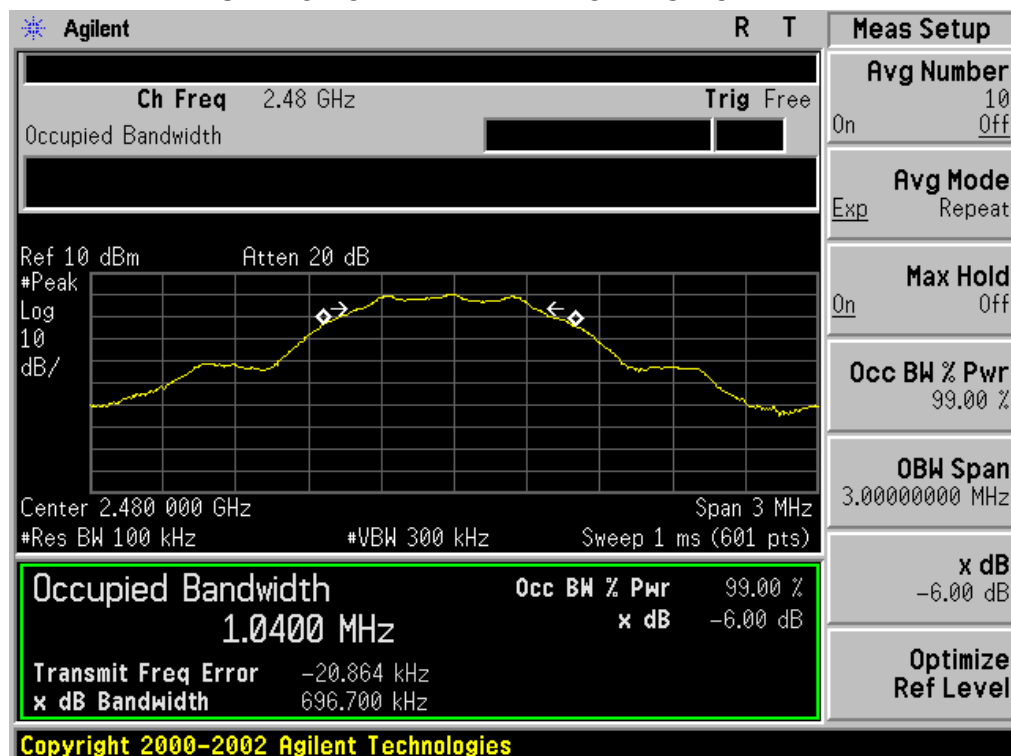 Agilent R T Meas Setup
Ch Freq 2.48 GHz Trig Free
Occupied Bandwidth
Avg Number
10
On Off
Avg Mode
Exp Repeat
Ref 10 dBm Atten 20 dB
#Peak
Log
10
dB/
Max Hold
On Off
Occ BW % Pwr
99.00 %
OBW Span
3.00000000 MHz
Center 2.480 000 GHz Span 3 MHz
#Res BW 100 kHz #VBW 300 kHz Sweep 1 ms (601 pts)
x dB
-6.00 dB
Occupied Bandwidth Occ BW % Pwr 99.00 %
1.0400 MHz x dB -6.00 dB
Transmit Freq Error -20.864 kHz
x dB Bandwidth 696.700 kHz
Optimize
Ref Level
Copyright 2000-2002 Agilent Technologies